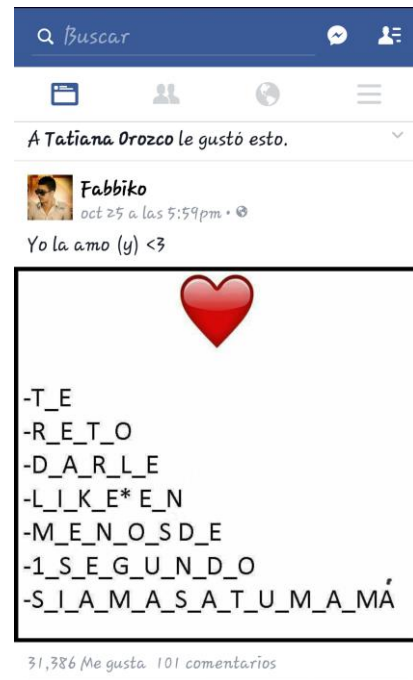 Buscar
A Tatiana Orozco le gustó esto.
Fabbiko
oct 25 a las 5:59pm •
Yo la amo (y) <3
-T_E
-R_E_T_O
-D_A_R_L_E
-L_I_K_E* E_N
-M_E_N_O_S D_E
-1_S_E_G_U_N_D_O
-S_I_A_M_A_S_A_T_U_M_A_MÁ
31,386 Me gusta 101 comentarios